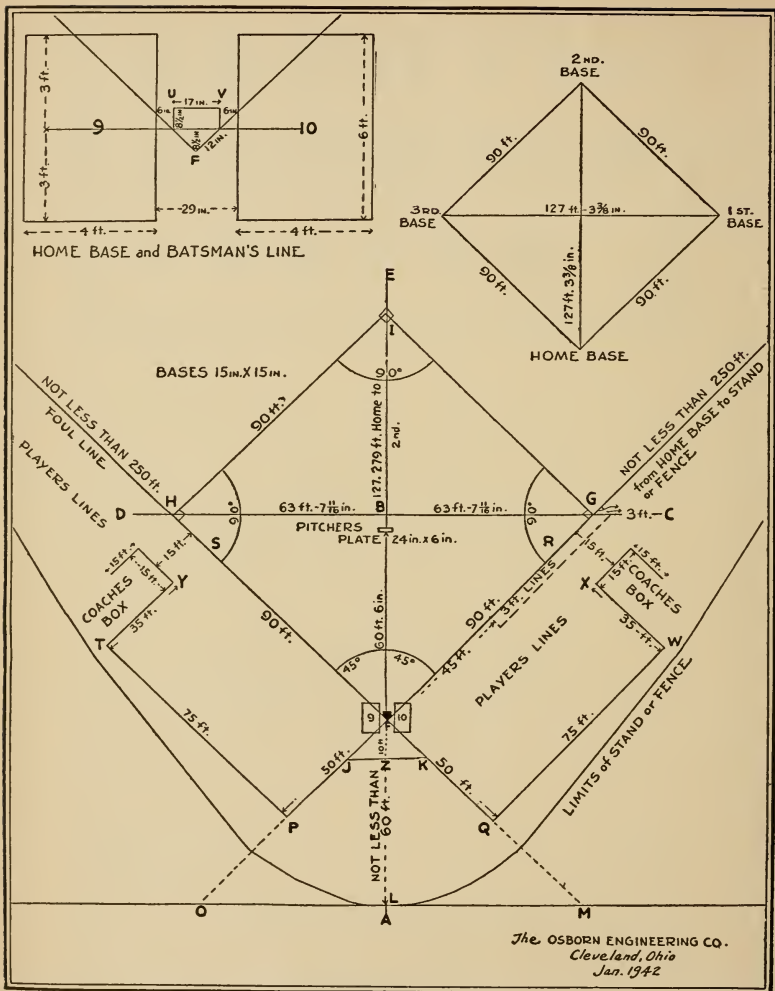 3 ft.
3 ft.
9
U V
17 IN.
6 IN.
6 IN.
8½ IN.
8½ IN.
12 IN.
F
10
6 ft.
29 IN.
4 ft.
4 ft.
HOME BASE and BATSMAN'S LINE
2ND.
BASE
90 ft.
90 ft.
3RD.
BASE
127 ft.-3⅜ in.
1 ST.
BASE
127 ft. 3⅜ in.
90 ft.
90 ft.
HOME BASE
E
I
BASES 15 IN. X 15 IN.
90°
90 ft.
127.279 ft. Home to
2nd.
NOT LESS THAN 250 ft.
FOUL LINE
PLAYERS LINES
NOT LESS THAN 250 ft.
from HOME BASE to STAND
or FENCE
D
H
63 ft.-7 11/16 in.
B
63 ft.-7 11/16 in.
G
3 ft.
C
90°
90°
S
PITCHERS
PLATE 24 in. x 6 in.
R
15 ft.
15 ft.
15 ft.
Y
COACHES
BOX
35 ft.
T
15 ft.
15 ft.
15 ft.
X
COACHES
BOX
35 ft.
W
90 ft.
60 ft. 6 in.
90 ft.
3 ft. LINES
45 ft.
PLAYERS LINES
45° 45°
75 ft.
75 ft.
LIMITS of STAND or FENCE
9
10
F
10 ft
50 ft.
J
Z
K
50 ft.
P
Q
NOT LESS THAN
60 ft.
O
L
A
M
The OSBORN ENGINEERING CO.
Cleveland, Ohio
Jan. 1942